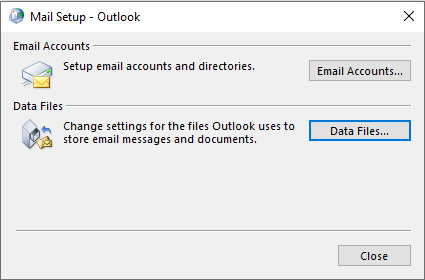 Mail Setup - Outlook
Email Accounts
Setup email accounts and directories.
Email Accounts...
Data Files
Change settings for the files Outlook uses to
store email messages and documents.
Data Files...
Close